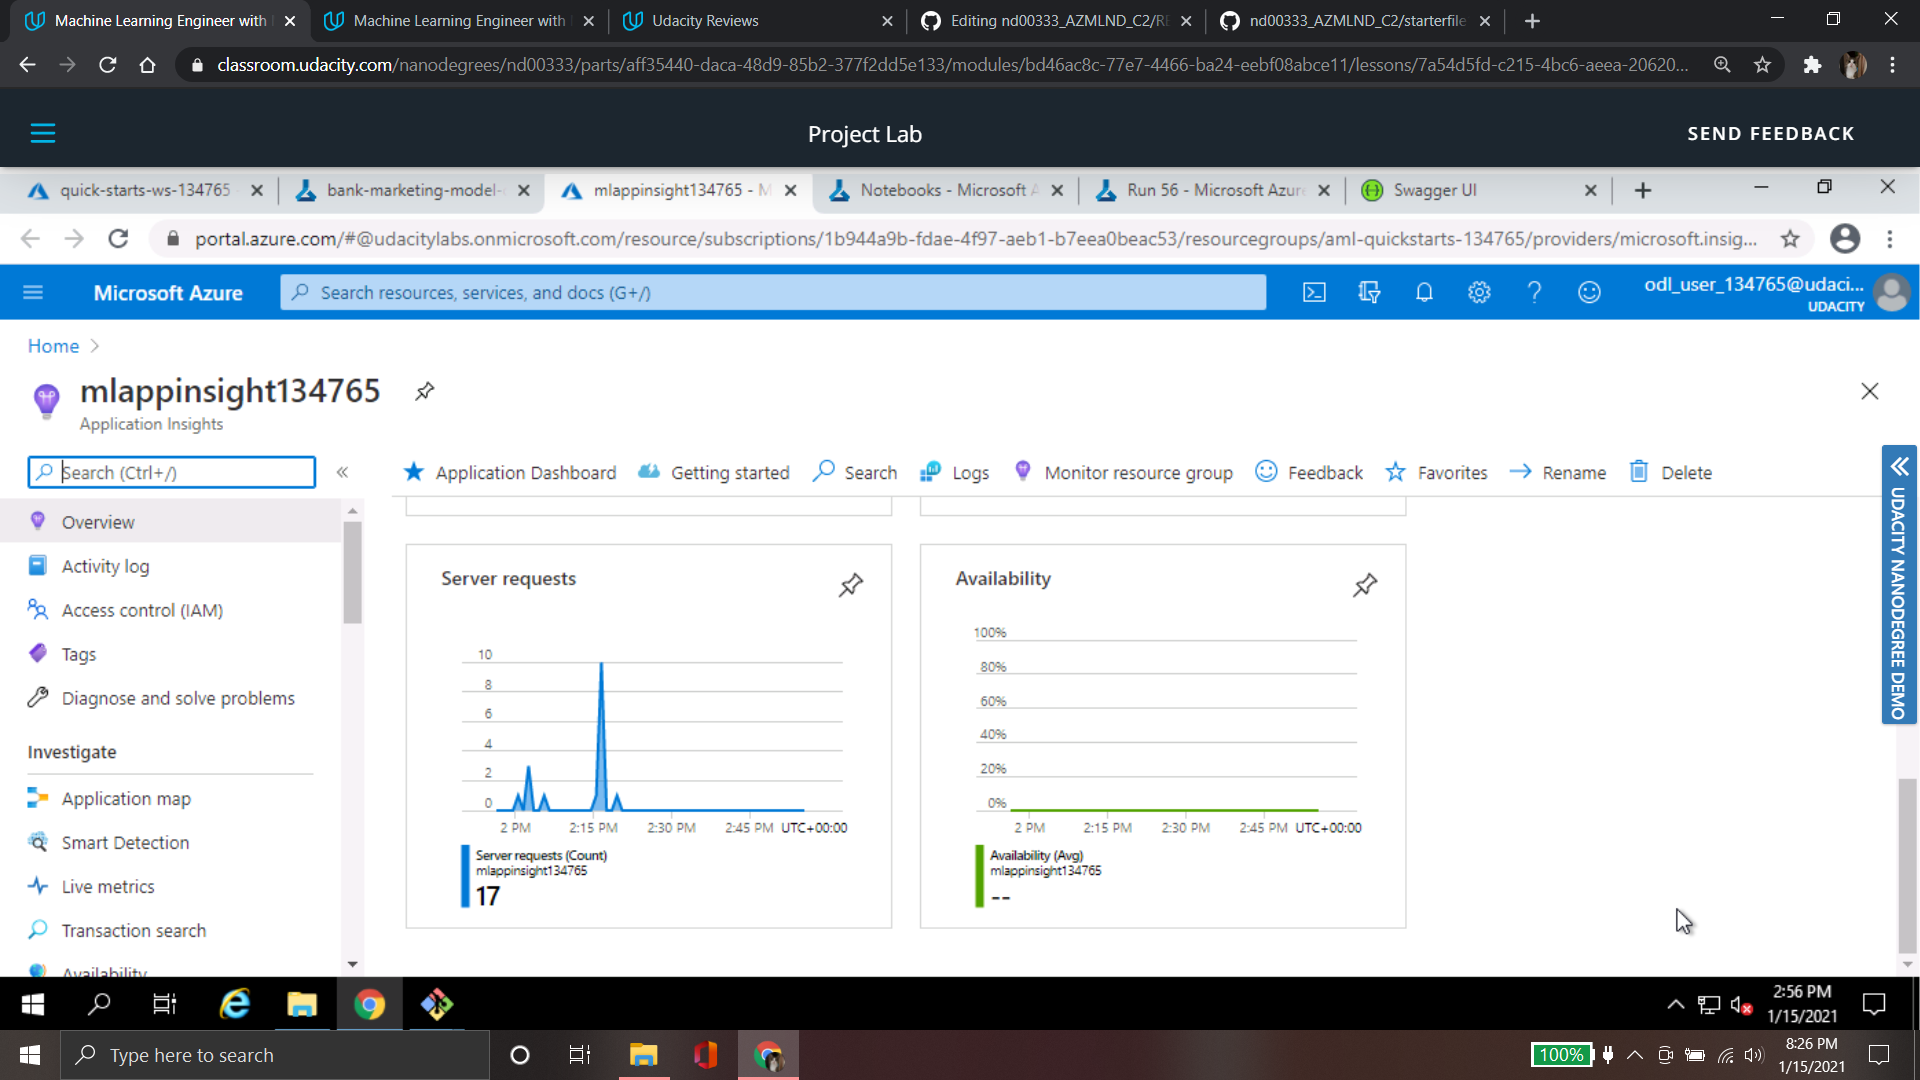 Machine Learning Engineer with
Machine Learning Engineer with
Udacity Reviews
Editing nd00333_AZMLND_C2/RE
nd00333_AZMLND_C2/starterfile
classroom.udacity.com/nanodegrees/nd00333/parts/aff35440-daca-48d9-85b2-377f2dd5e133/modules/bd46ac8c-77e7-4466-ba24-eebf08abce11/lessons/7a54d5fd-c215-4bc6-aeea-20620...
Project Lab
SEND FEEDBACK
quick-starts-ws-134765
bank-marketing-model-
mlappinsight134765 - M
Notebooks - Microsoft A
Run 56 - Microsoft Azure
Swagger UI
portal.azure.com/#@udacitylabs.onmicrosoft.com/resource/subscriptions/1b944a9b-fdae-4f97-aeb1-b7eea0beac53/resourcegroups/aml-quickstarts-134765/providers/microsoft.insig...
Microsoft Azure
Search resources, services, and docs (G+/)
odl_user_134765@udaci...
UDACITY
Home
mlappinsight134765
Application Insights
Search (Ctrl+/)
Application Dashboard
Getting started
Search
Logs
Monitor resource group
Feedback
Favorites
Rename
Delete
Overview
Activity log
Access control (IAM)
Tags
Diagnose and solve problems
Investigate
Application map
Smart Detection
Live metrics
Transaction search
Availability
Server requests
10
8
6
4
2
0
2 PM
2:15 PM
2:30 PM
2:45 PM
UTC+00:00
Server requests (Count)
mlappinsight134765
17
Availability
100%
80%
60%
40%
20%
0%
2 PM
2:15 PM
2:30 PM
2:45 PM
UTC+00:00
Availability (Avg)
mlappinsight134765
--
UDACITY NANODEGREE DEMO
2:56 PM
1/15/2021
Type here to search
100%
8:26 PM
1/15/2021